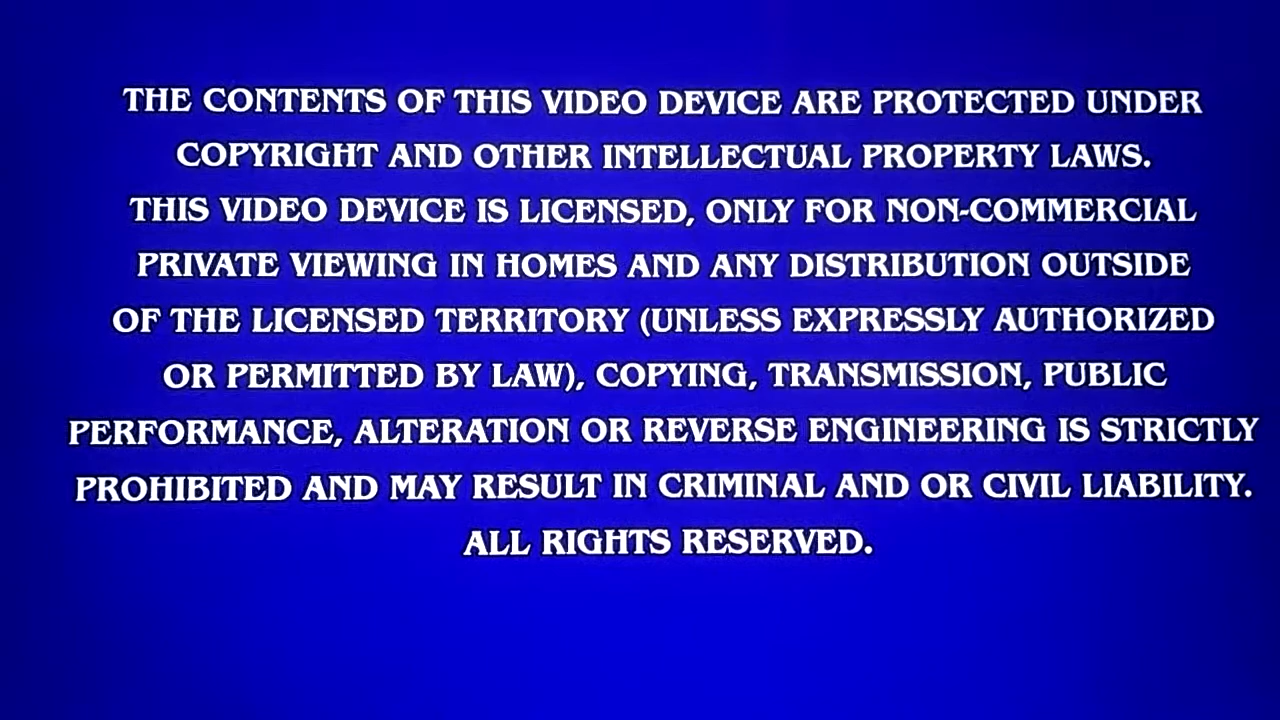 THE CONTENTS OF THIS VIDEO DEVICE ARE PROTECTED UNDER
COPYRIGHT AND OTHER INTELLECTUAL PROPERTY LAWS.
THIS VIDEO DEVICE IS LICENSED, ONLY FOR NON-COMMERCIAL
PRIVATE VIEWING IN HOMES AND ANY DISTRIBUTION OUTSIDE
OF THE LICENSED TERRITORY (UNLESS EXPRESSLY AUTHORIZED
OR PERMITTED BY LAW), COPYING, TRANSMISSION, PUBLIC
PERFORMANCE, ALTERATION OR REVERSE ENGINEERING IS STRICTLY
PROHIBITED AND MAY RESULT IN CRIMINAL AND OR CIVIL LIABILITY.
ALL RIGHTS RESERVED.